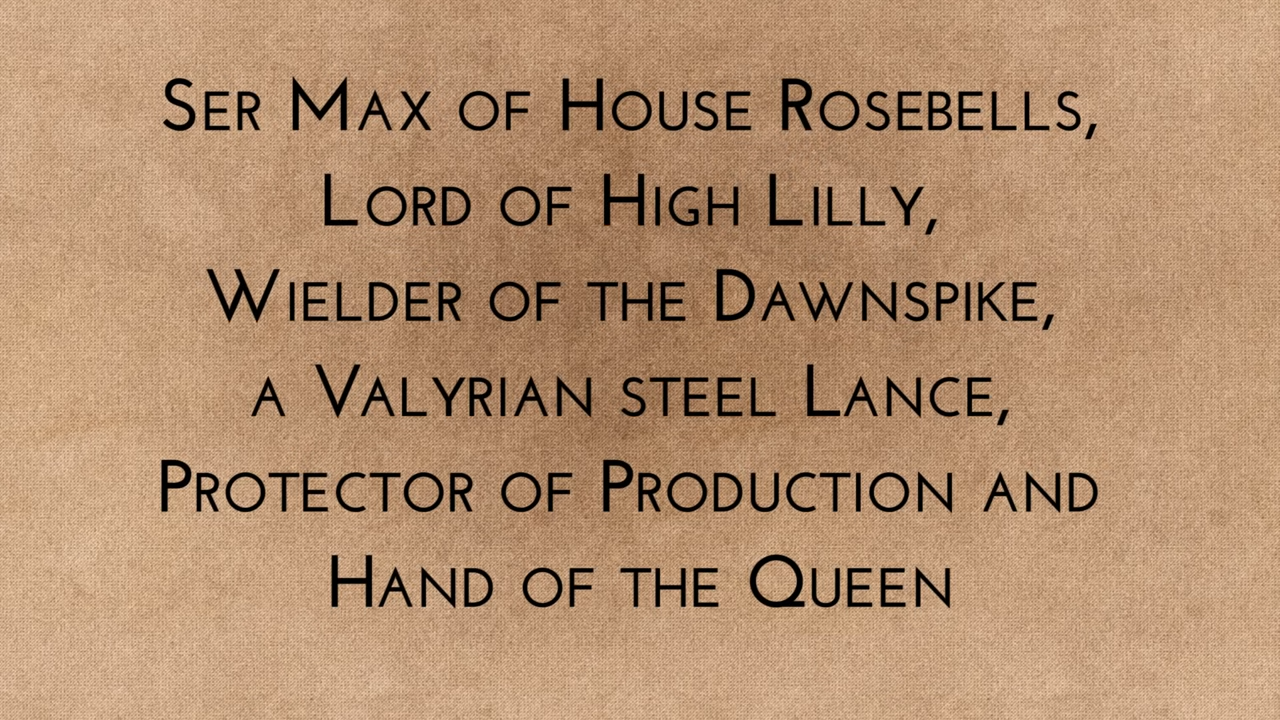 Ser Max of House Rosebells,
Lord of High Lilly,
Wielder of the Dawnspike,
a Valyrian steel Lance,
Protector of Production and
Hand of the Queen